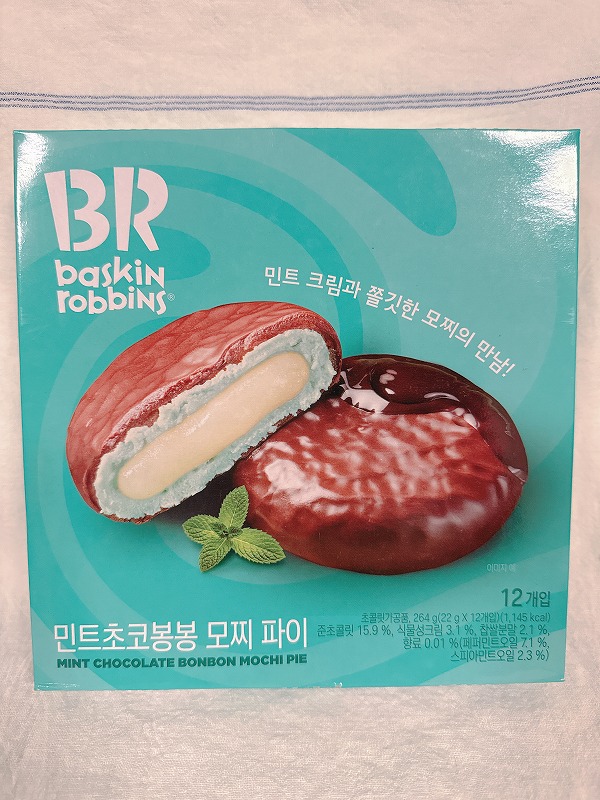 BR
baskin
robbins®
민트 크림과 쫄깃한 모찌의 만남!
이미지 예
12개입
초콜릿가공품, 264 g(22 g X 12개입)(1,145 kcal)
준초콜릿 15.9 %, 식물성크림 3.1 %, 찹쌀분말 2.1 %,
향료 0.01 %(페퍼민트오일 7.1 %,
스피아민트오일 2.3 %)
민트초코봉봉 모찌 파이
MINT CHOCOLATE BONBON MOCHI PIE